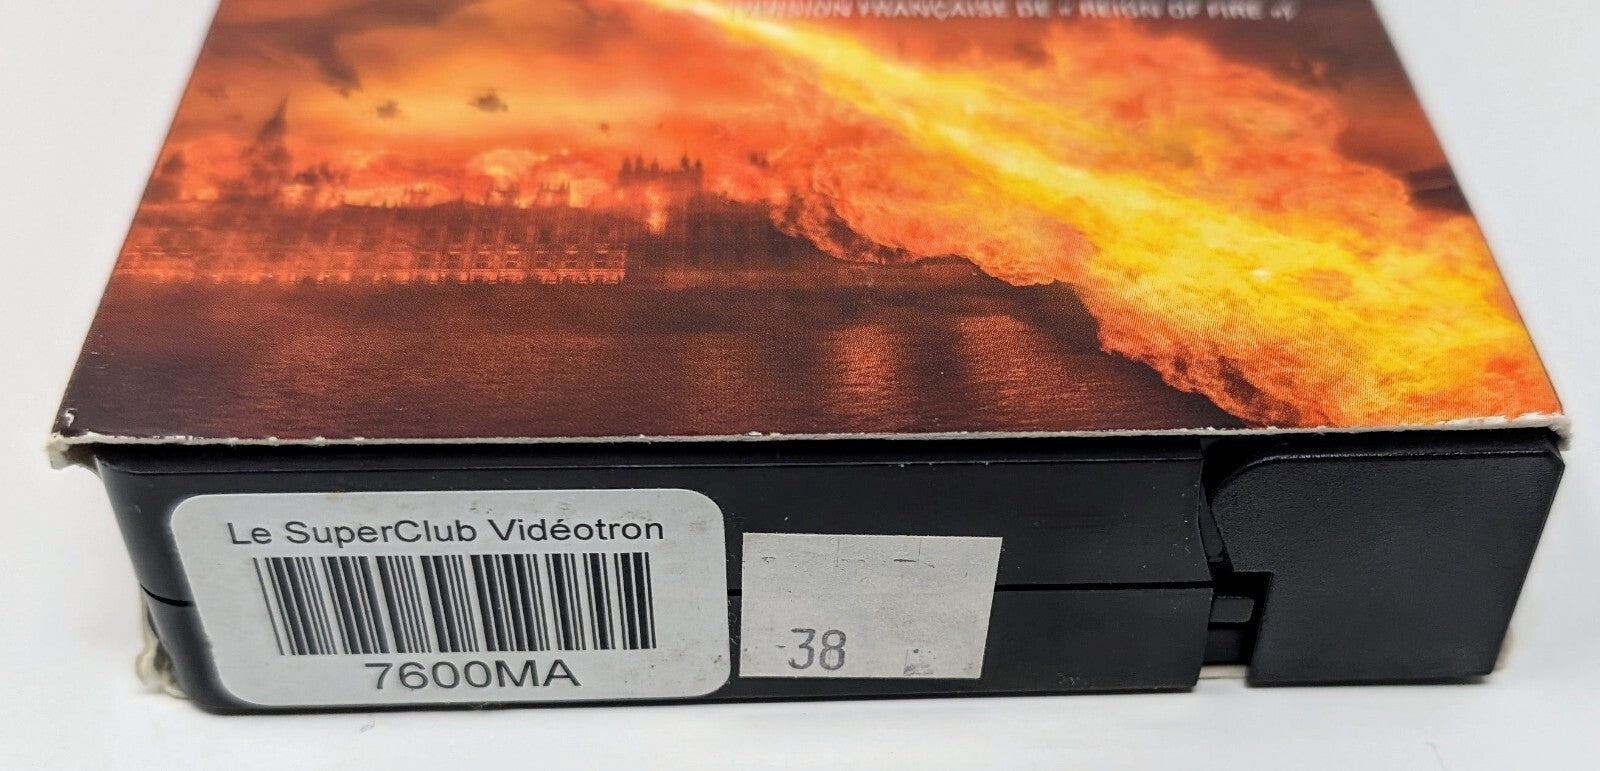 VERSION FRANÇAISE DE « REIGN OF FIRE »
Le SuperClub Vidéotron
7600MA
38